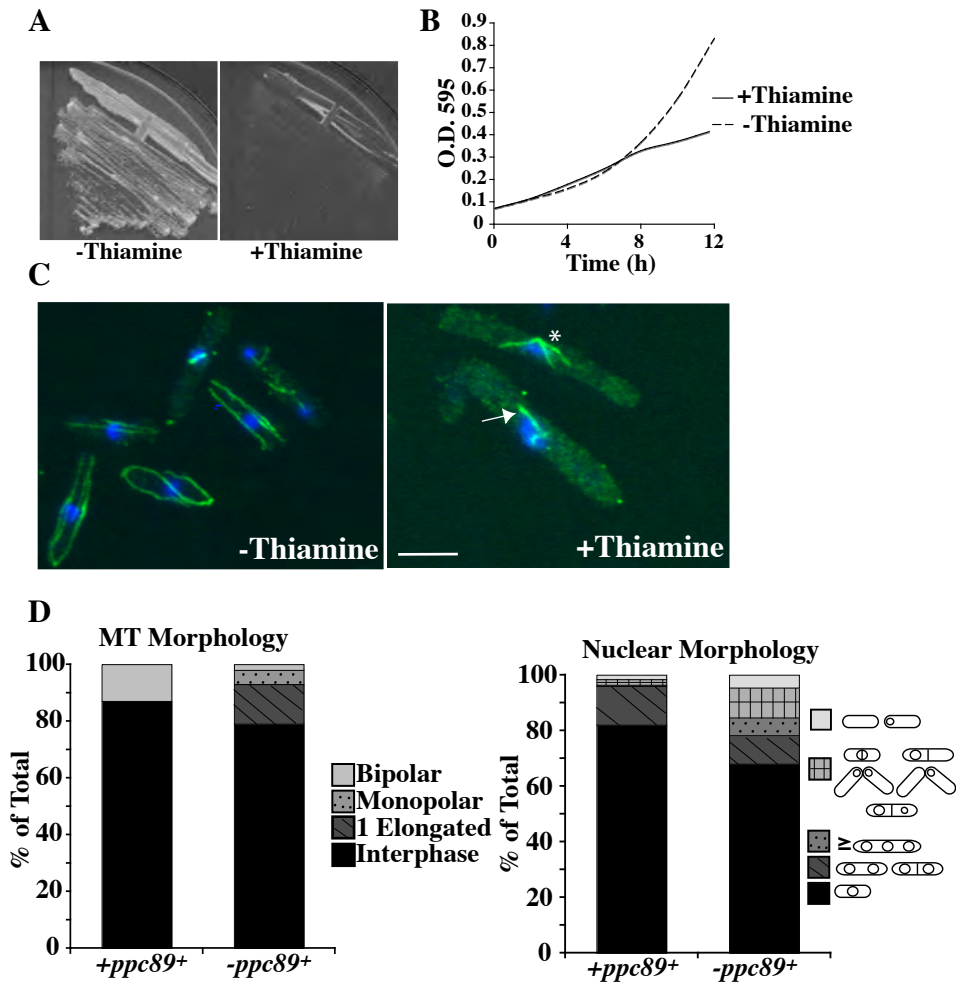 A
-Thiamine
+Thiamine
B
O.D. 595
0.9
0.8
0.7
0.6
0.5
0.4
0.3
0.2
0.1
0
0
4
8
12
Time (h)
+Thiamine
-Thiamine
C
-Thiamine
*
+Thiamine
D
MT Morphology
% of Total
100
80
60
40
20
0
+ppc89+
-ppc89+
Bipolar
Monopolar
1 Elongated
Interphase
Nuclear Morphology
% of Total
100
80
60
40
20
0
+ppc89+
-ppc89+
≥